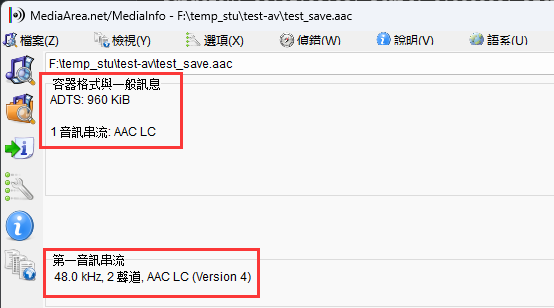 MediaArea.net/MediaInfo - F:\temp_stu\test-av\test_save.aac
檔案(Z) 檢視(Y) 選項(X) 偵錯(W) 說明(V) 語系(U)
F:\temp_stu\test-av\test_save.aac
容器格式與一般訊息
ADTS: 960 KiB
1 音訊串流: AAC LC
第一音訊串流
48.0 kHz, 2 聲道, AAC LC (Version 4)